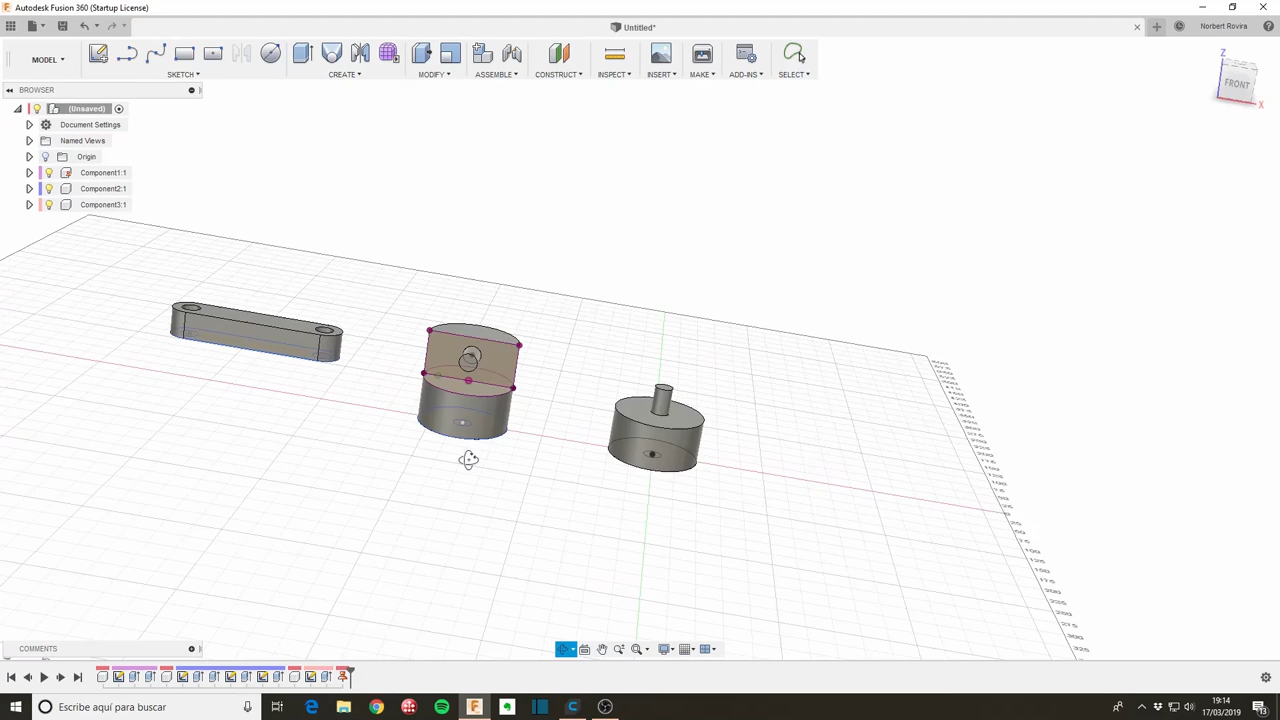 Autodesk Fusion 360 (Startup License)
Untitled*
Norbert Rovira
MODEL
SKETCH
CREATE
MODIFY
ASSEMBLE
CONSTRUCT
INSPECT
INSERT
MAKE
ADD-INS
SELECT
BROWSER
(Unsaved)
Document Settings
Named Views
Origin
Component1:1
Component2:1
Component3:1
Z
FRONT
X
COMMENTS
Escribe aquí para buscar
19:14
17/03/2019